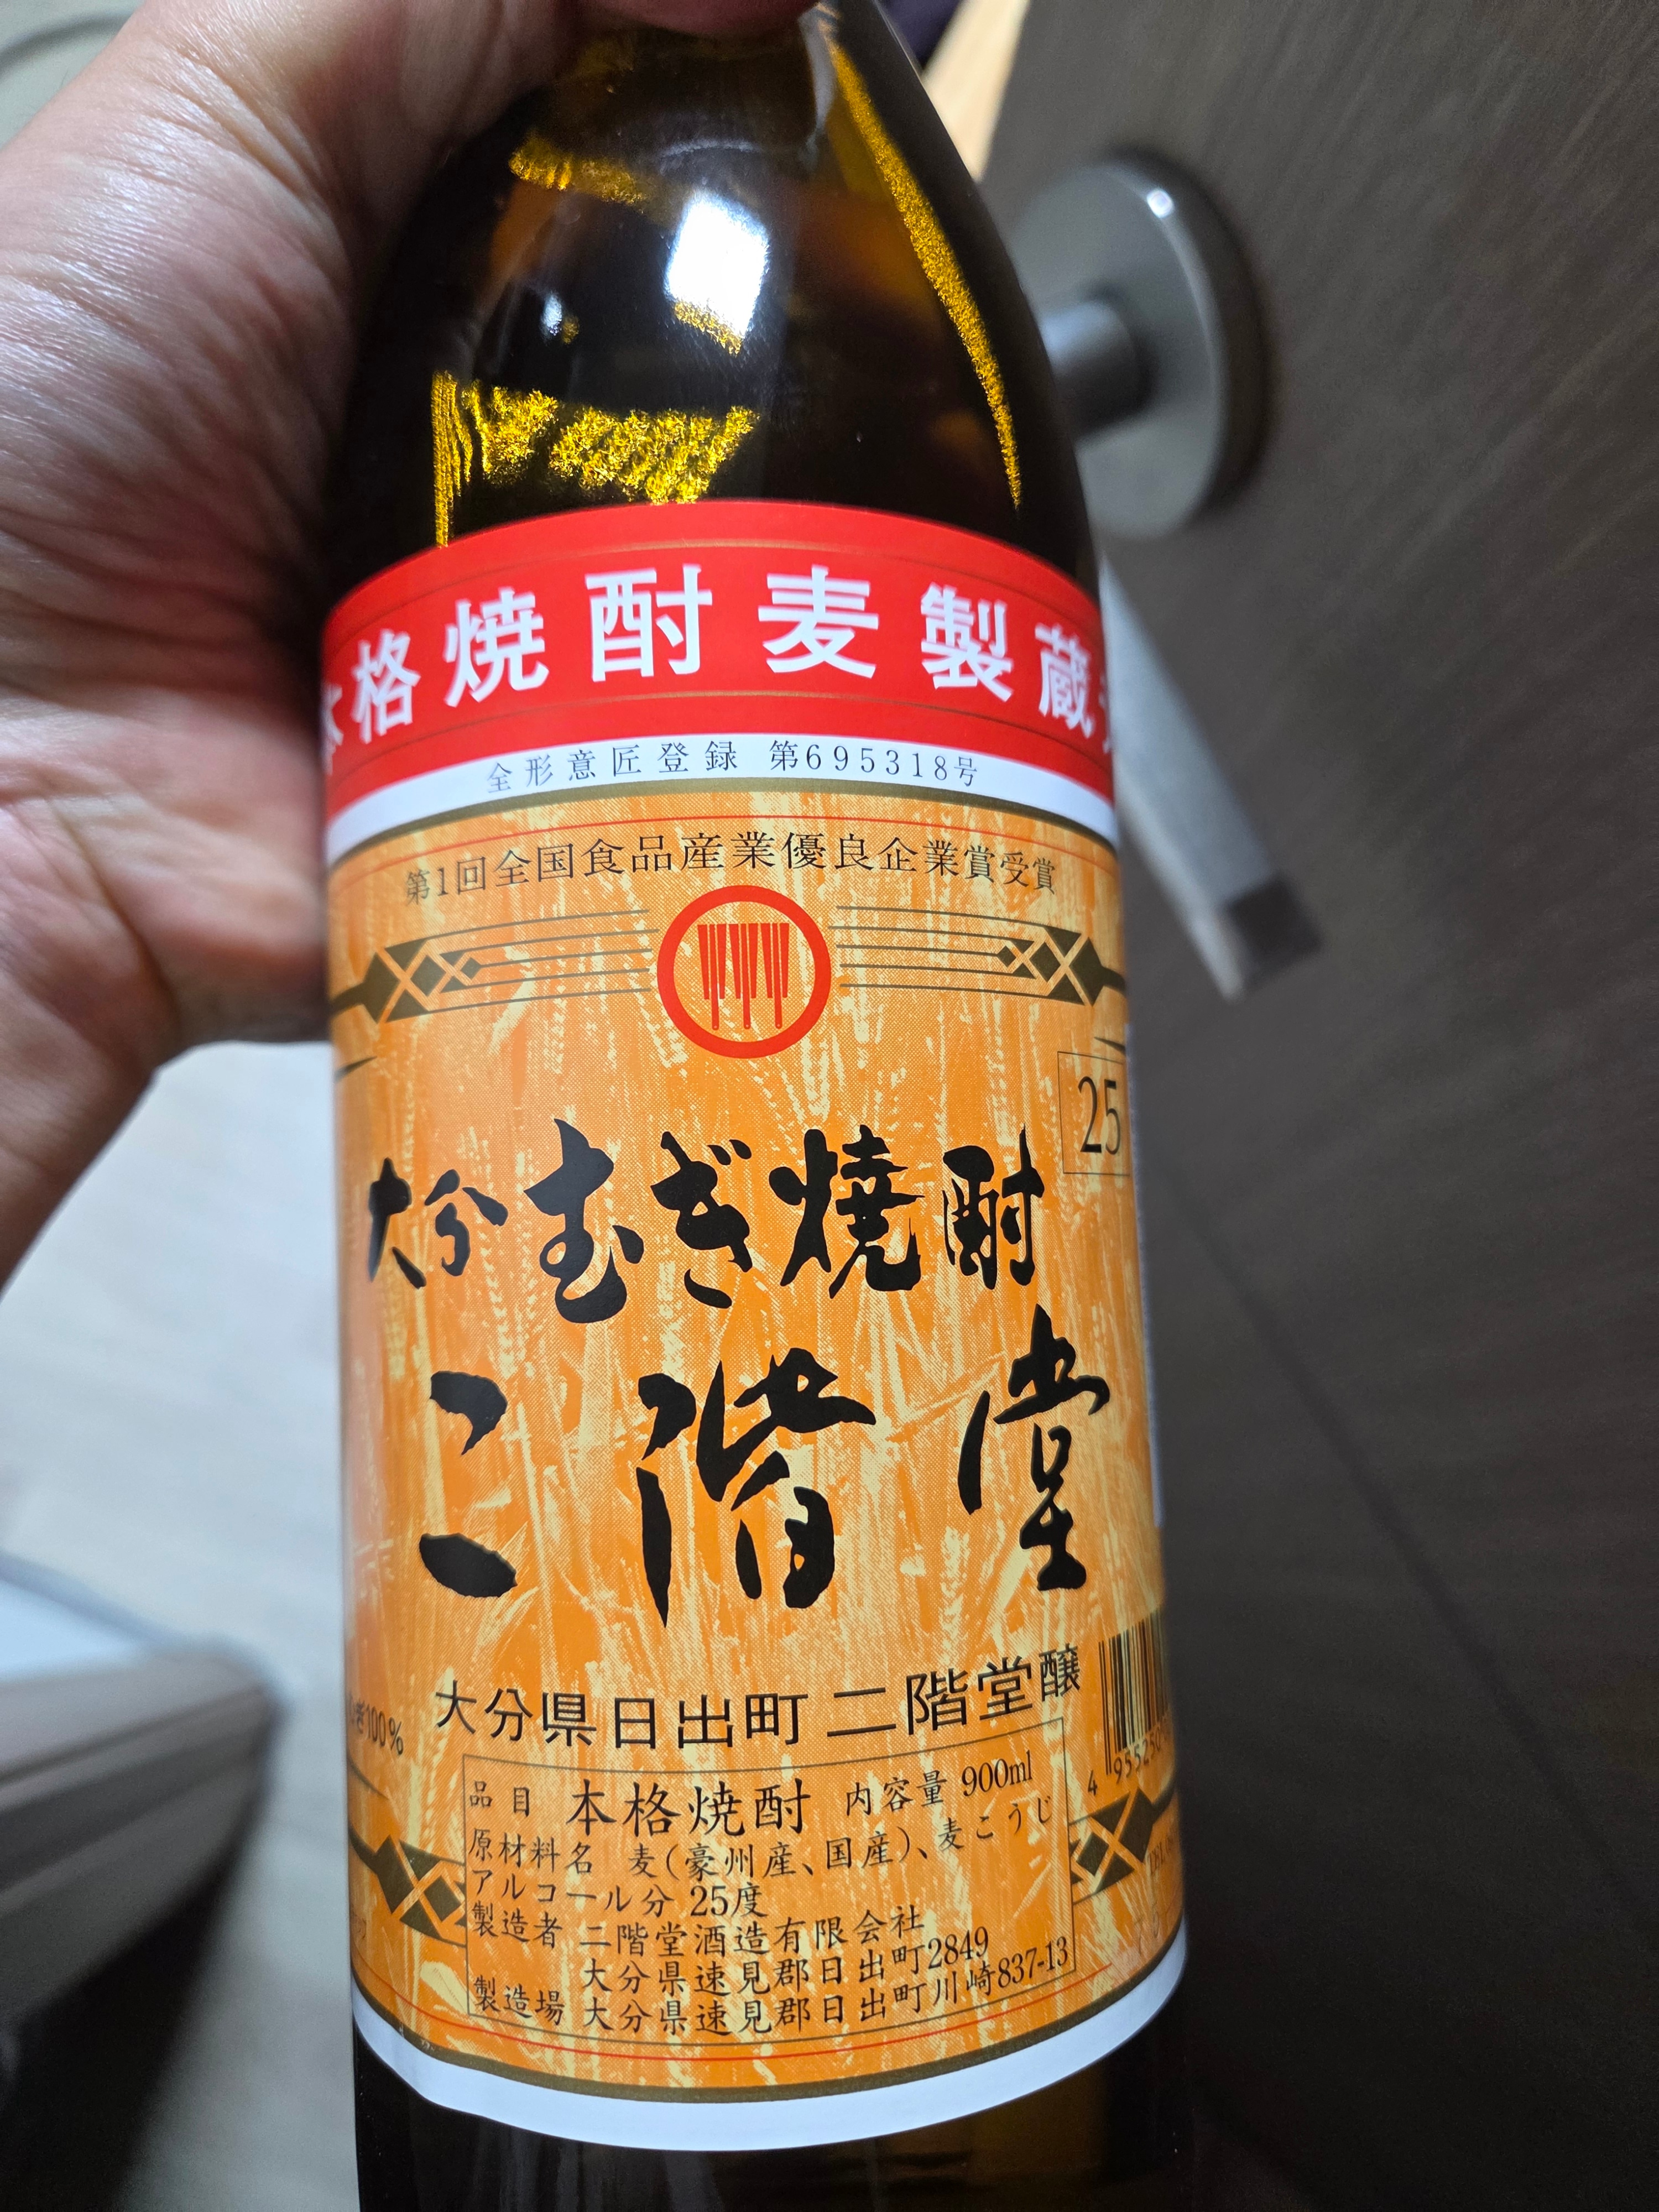 本格焼酎麦製蔵
全形意匠登録 第695318号
第1回全国食品産業優良企業賞受賞
25
大分むぎ焼酎
二階堂
大分県日出町 二階堂醸
100%
品目 本格焼酎 内容量 900ml
原材料名 麦(豪州産、国産)、麦こうじ
アルコール分 25度
製造者 二階堂酒造有限会社
大分県速見郡日出町2849
製造場 大分県速見郡日出町川崎837-13